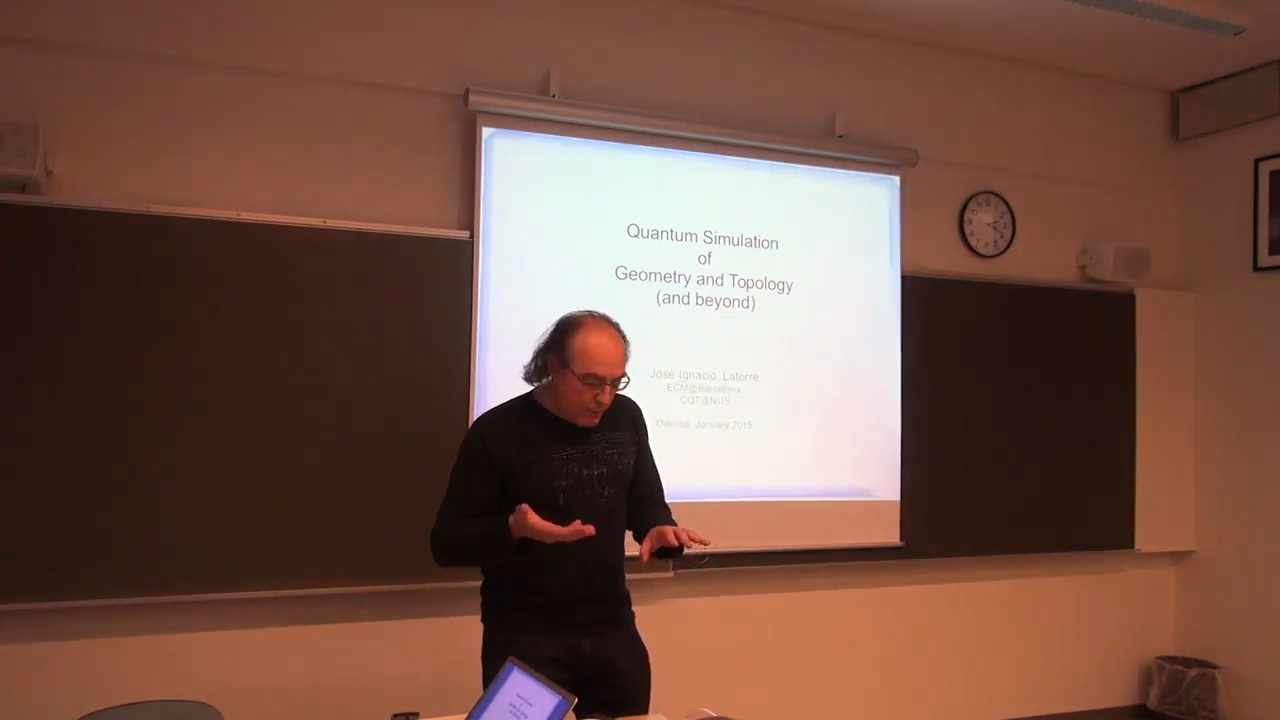 Quantum Simulation
of
Geometry and Topology
(and beyond)
José Ignacio Latorre
ECM@Barcelona
CQT@NUS
Odense, January 2015